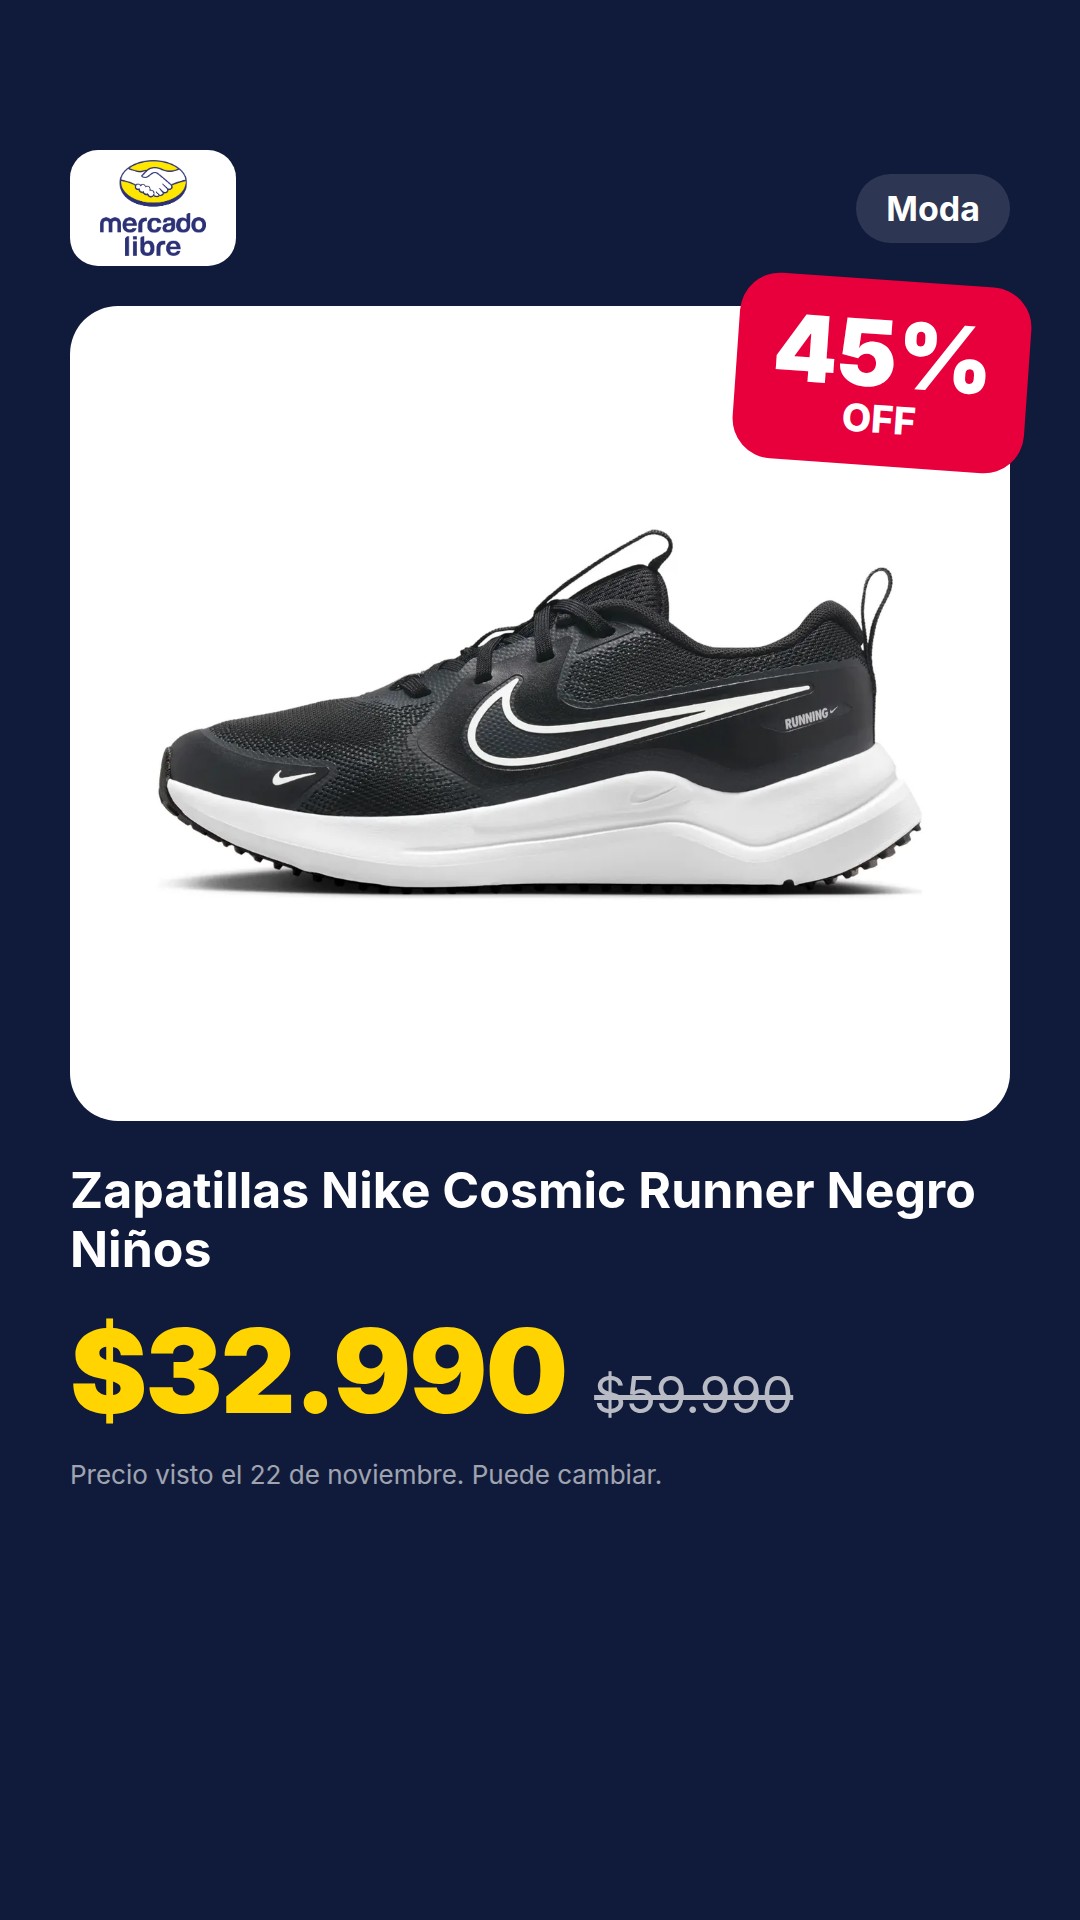 mercado
libre
Moda
45%
OFF
RUNNING
Zapatillas Nike Cosmic Runner Negro
Niños
$32.990 $59.990
Precio visto el 22 de noviembre. Puede cambiar.